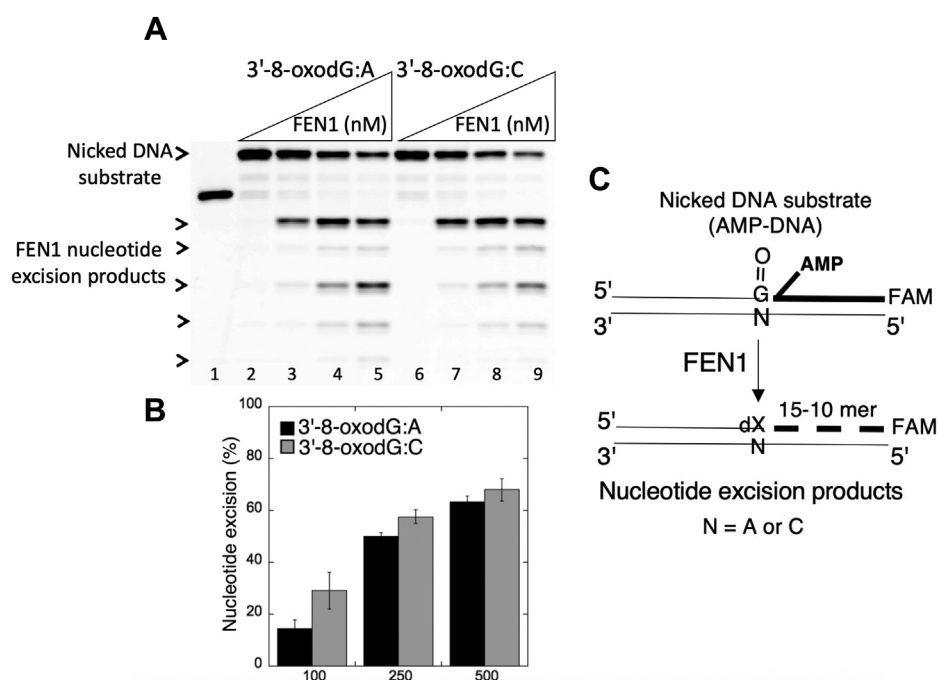 A
3'-8-oxodG:A 3'-8-oxodG:C
FEN1 (nM) FEN1 (nM)
Nicked DNA
substrate
FEN1 nucleotide
excision products
1 2 3 4 5 6 7 8 9
B
100
80
60
40
20
0
Nucleotide excision (%)
3'-8-oxodG:A
3'-8-oxodG:C
100 250 500
C
Nicked DNA substrate
(AMP-DNA)
O
AMP
5' G FAM
3' N 5'
FEN1
15-10 mer
5' dX FAM
3' N 5'
Nucleotide excision products
N = A or C